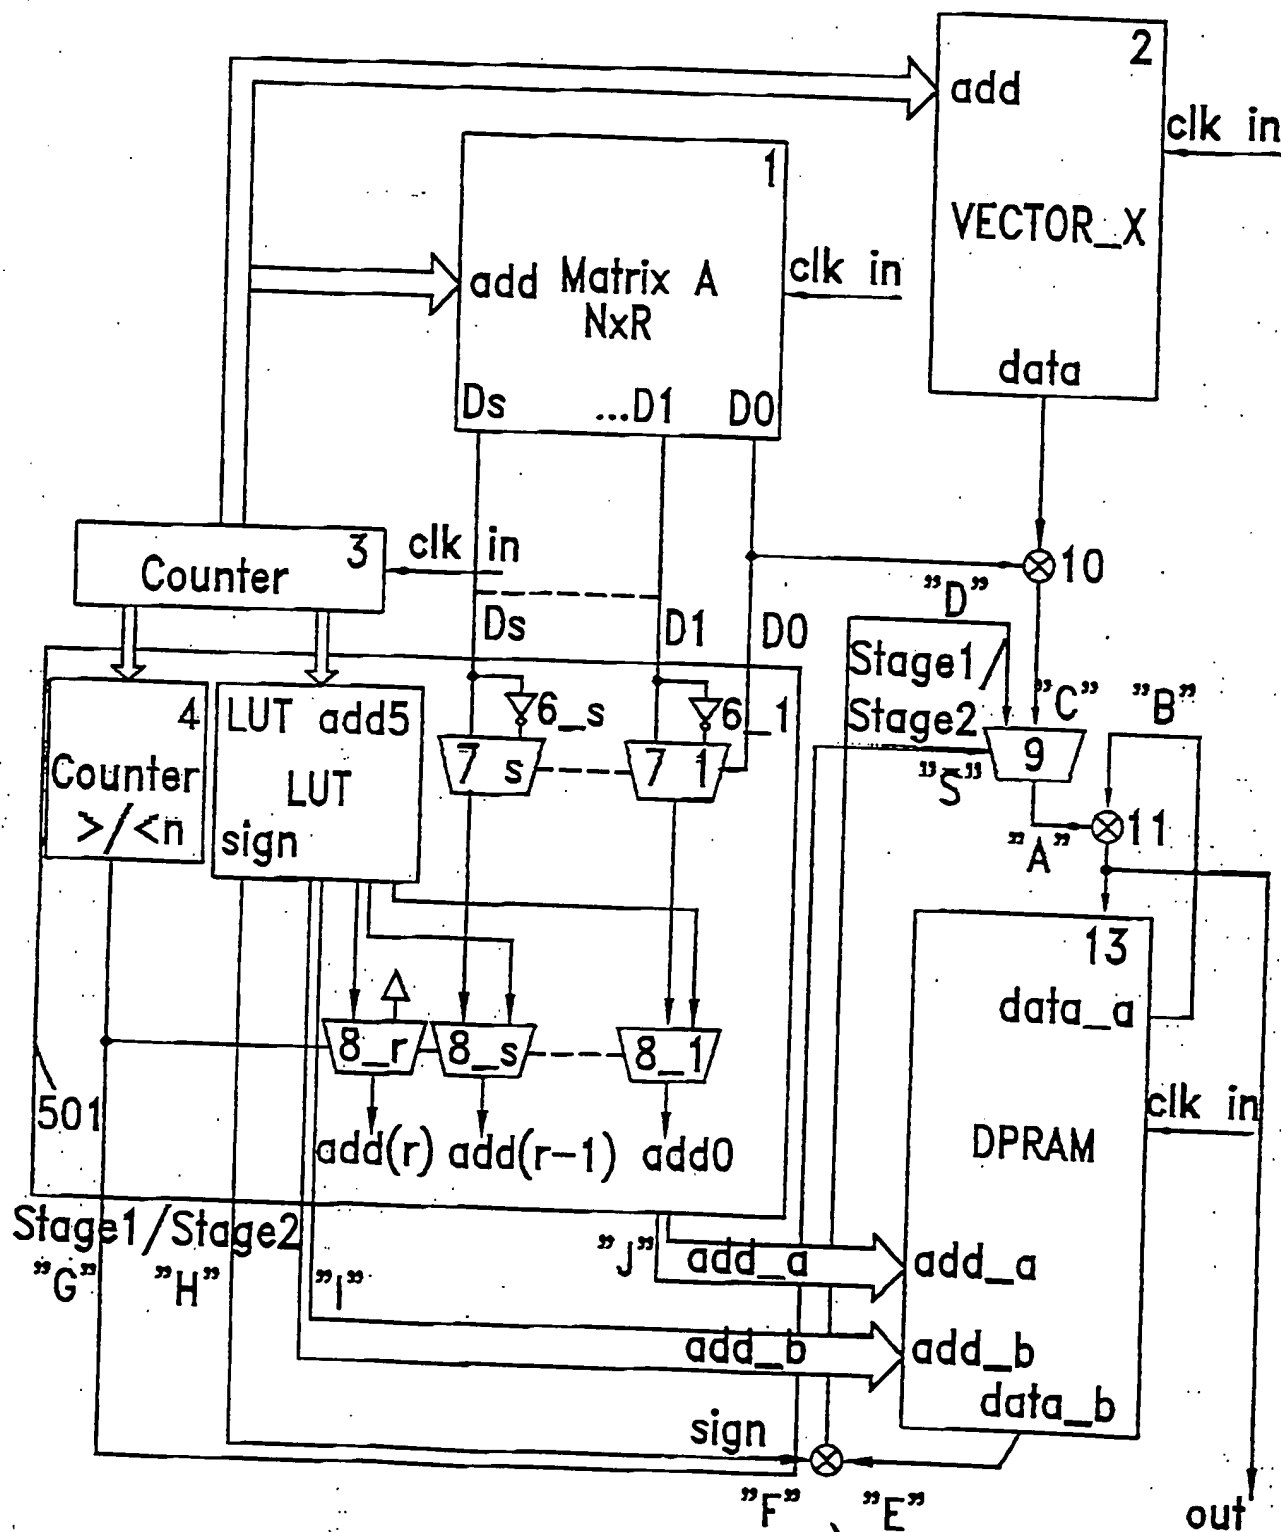 2
add
clk in
VECTOR_X
data
1
add Matrix A
NxR
clk in
Ds ...D1 D0
3
Counter
clk in
Ds D1 D0
10
"D"
Stage1/
Stage2
"C"
"B"
"S"
9
"A"
11
4
Counter
>/<n
LUT add5
LUT
sign
6_s
6_1
7 s
7 1
8_r
8_s
8_1
501
add(r) add(r-1) add0
13
data_a
clk in
DPRAM
add_a
add_b
data_b
Stage1/Stage2
"G" "H" "I" "J"
add_a
add_b
sign
"F" "E"
out